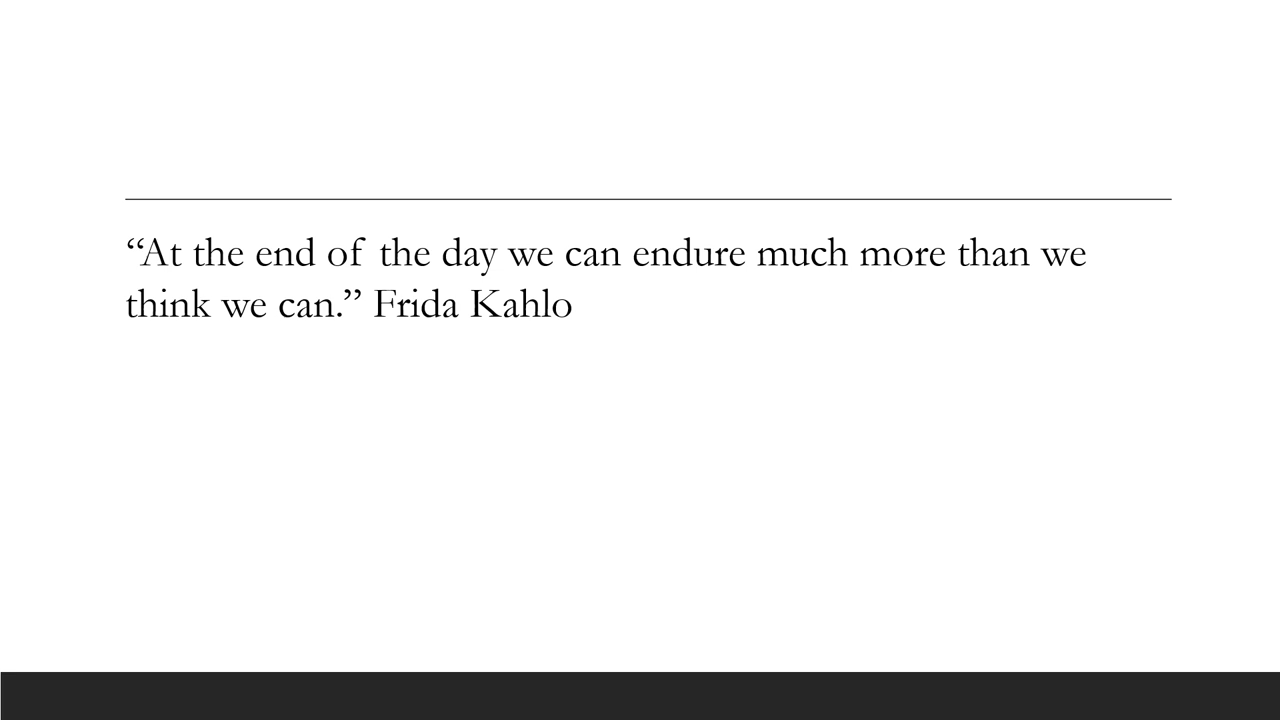 “At the end of the day we can endure much more than we
think we can.” Frida Kahlo